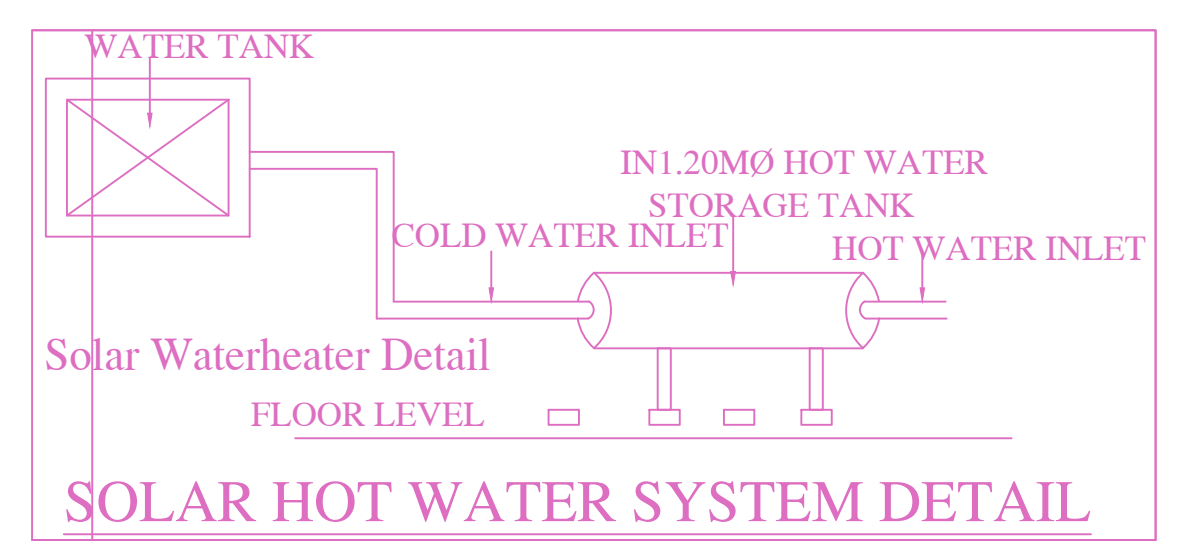 WATER TANK
IN1.20MØ HOT WATER
STORAGE TANK
COLD WATER INLET
HOT WATER INLET
Solar Waterheater Detail
FLOOR LEVEL
SOLAR HOT WATER SYSTEM DETAIL